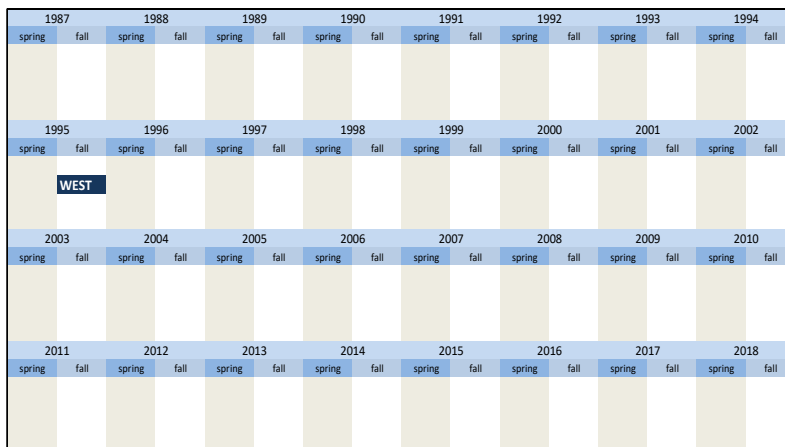 1987 1988 1989 1990 1991 1992 1993 1994
spring fall spring fall spring fall spring fall spring fall spring fall spring fall spring fall
1995 1996 1997 1998 1999 2000 2001 2002
spring fall spring fall spring fall spring fall spring fall spring fall spring fall spring fall
WEST
2003 2004 2005 2006 2007 2008 2009 2010
spring fall spring fall spring fall spring fall spring fall spring fall spring fall spring fall
2011 2012 2013 2014 2015 2016 2017 2018
spring fall spring fall spring fall spring fall spring fall spring fall spring fall spring fall